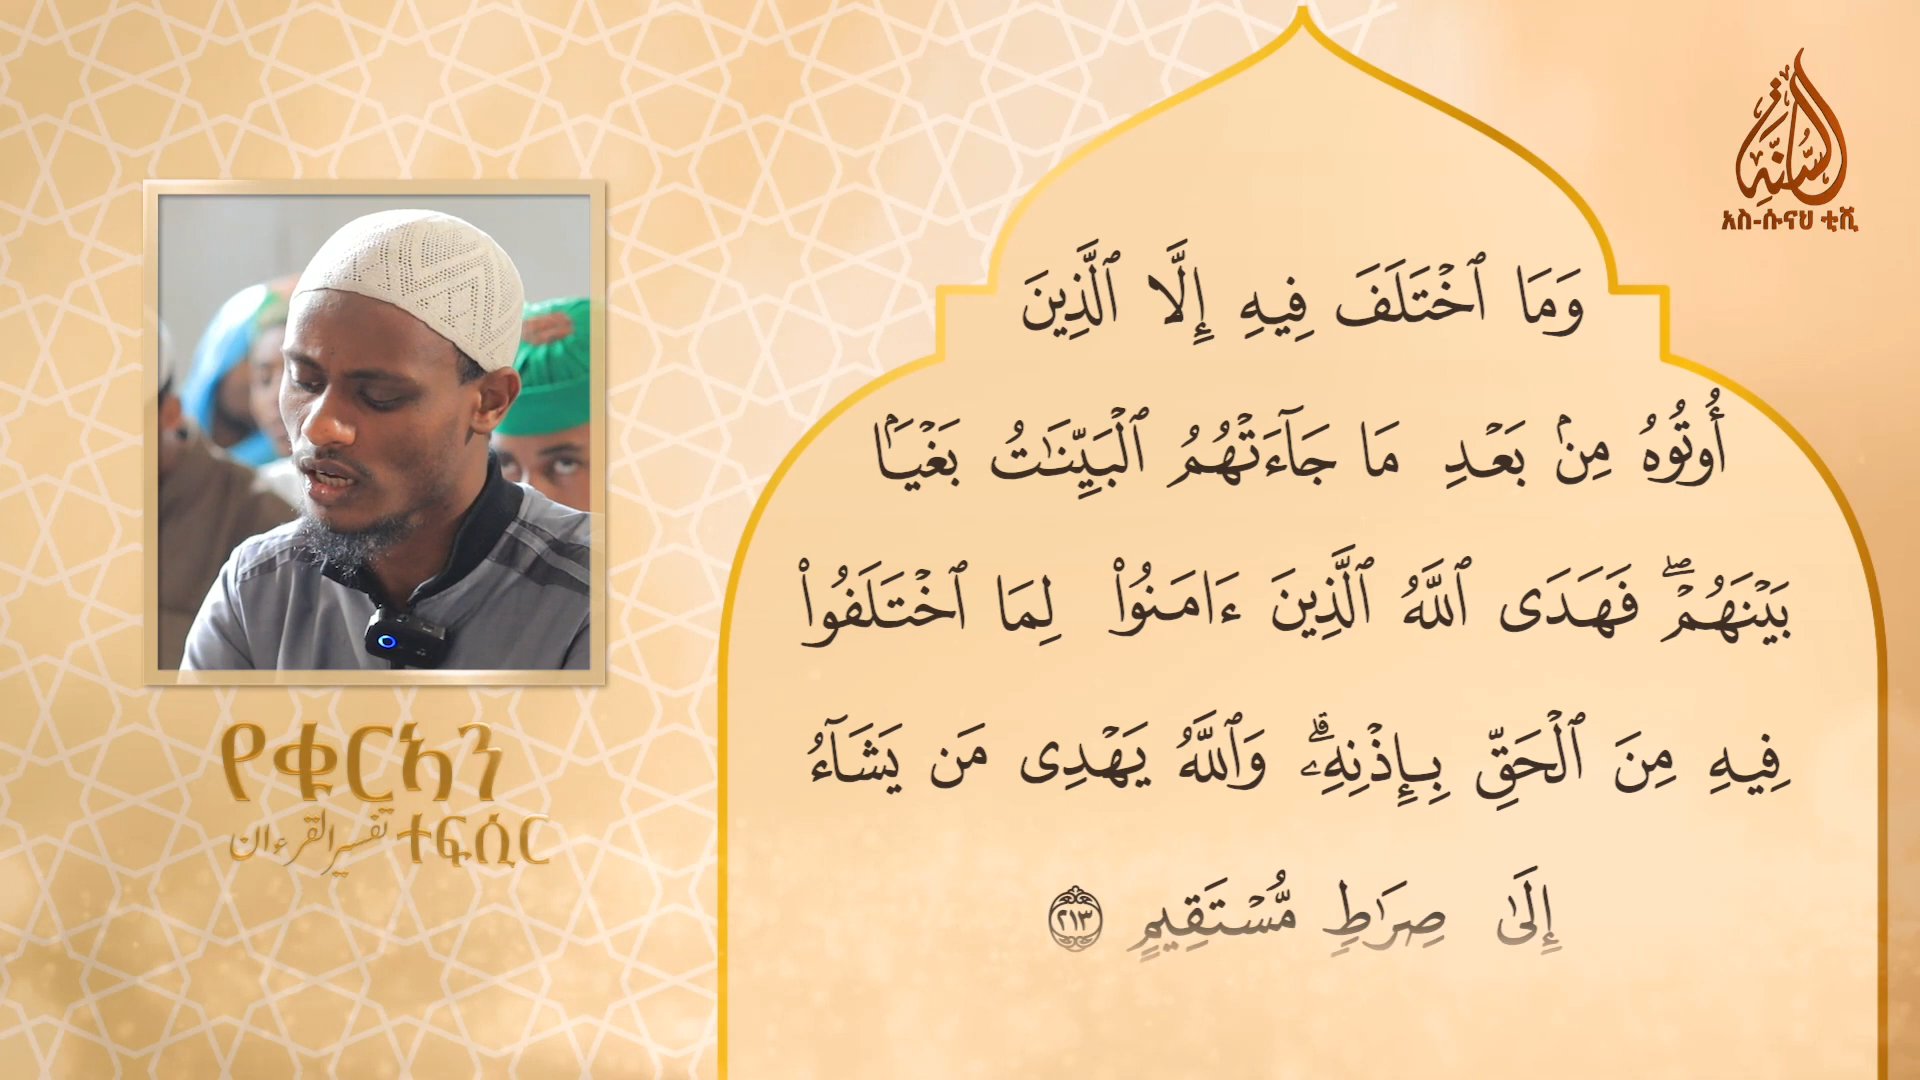 السنة
አስ-ሱናህ ቲቪ
وَمَا ٱخْتَلَفَ فِيهِ إِلَّا ٱلَّذِينَ
أُوتُوهُ مِنۢ بَعْدِ مَا جَآءَتْهُمُ ٱلْبَيِّنَـٰتُ بَغْيَۢا
بَيْنَهُمْ ۖ فَهَدَى ٱللَّهُ ٱلَّذِينَ ءَامَنُوا۟ لِمَا ٱخْتَلَفُوا۟
فِيهِ مِنَ ٱلْحَقِّ بِإِذْنِهِۦ ۗ وَٱللَّهُ يَهْدِى مَن يَشَآءُ
إِلَىٰ صِرَٰطٍ مُّسْتَقِيمٍ ٢١٣
የቁርኣን
ተፍሲር تفسير القرءان